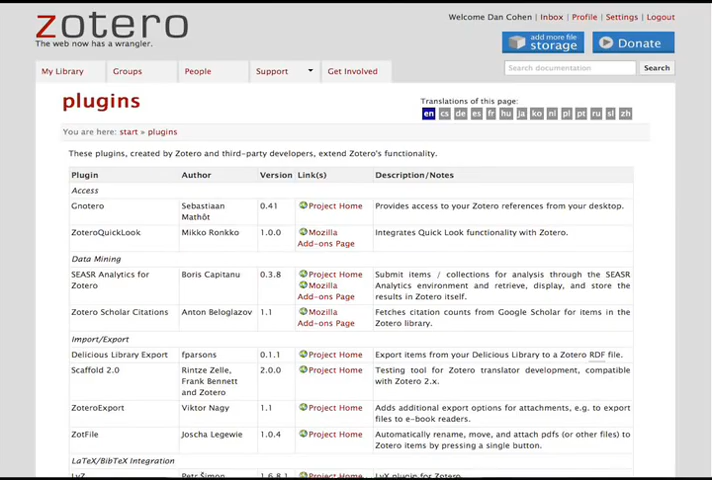 zotero
The web now has a wrangler.
Welcome Dan Cohen | Inbox | Profile | Settings | Logout
add more file storage
Donate
My Library Groups People Support Get Involved
Search documentation Search
plugins
Translations of this page:
en cs de es fr hu ja ko nl pl pt ru sl zh
You are here: start » plugins
These plugins, created by Zotero and third-party developers, extend Zotero's functionality.
Plugin Author Version Link(s) Description/Notes
Access
Gnotero Sebastiaan Mathôt 0.41 Project Home Provides access to your Zotero references from your desktop.
ZoteroQuickLook Mikko Ronkko 1.0.0 Mozilla Add-ons Page Integrates Quick Look functionality with Zotero.
Data Mining
SEASR Analytics for Zotero Boris Capitanu 0.3.8 Project Home Mozilla Add-ons Page Submit items / collections for analysis through the SEASR Analytics environment and retrieve, display, and store the results in Zotero itself.
Zotero Scholar Citations Anton Beloglazov 1.1 Mozilla Add-ons Page Fetches citation counts from Google Scholar for items in the Zotero library.
Import/Export
Delicious Library Export fparsons 0.1.1 Project Home Export items from your Delicious Library to a Zotero RDF file.
Scaffold 2.0 Rintze Zelle, Frank Bennett and Zotero 2.0.0 Project Home Testing tool for Zotero translator development, compatible with Zotero 2.x.
ZoteroExport Viktor Nagy 1.1 Project Home Adds additional export options for attachments, e.g. to export files to e-book readers.
ZotFile Joscha Legewie 1.0.4 Project Home Automatically rename, move, and attach pdfs (or other files) to Zotero items by pressing a single button.
LaTeX/BibTeX Integration
LyZ Petr Šimon 1.6.8.1 Project Home LyX plugin for Zotero